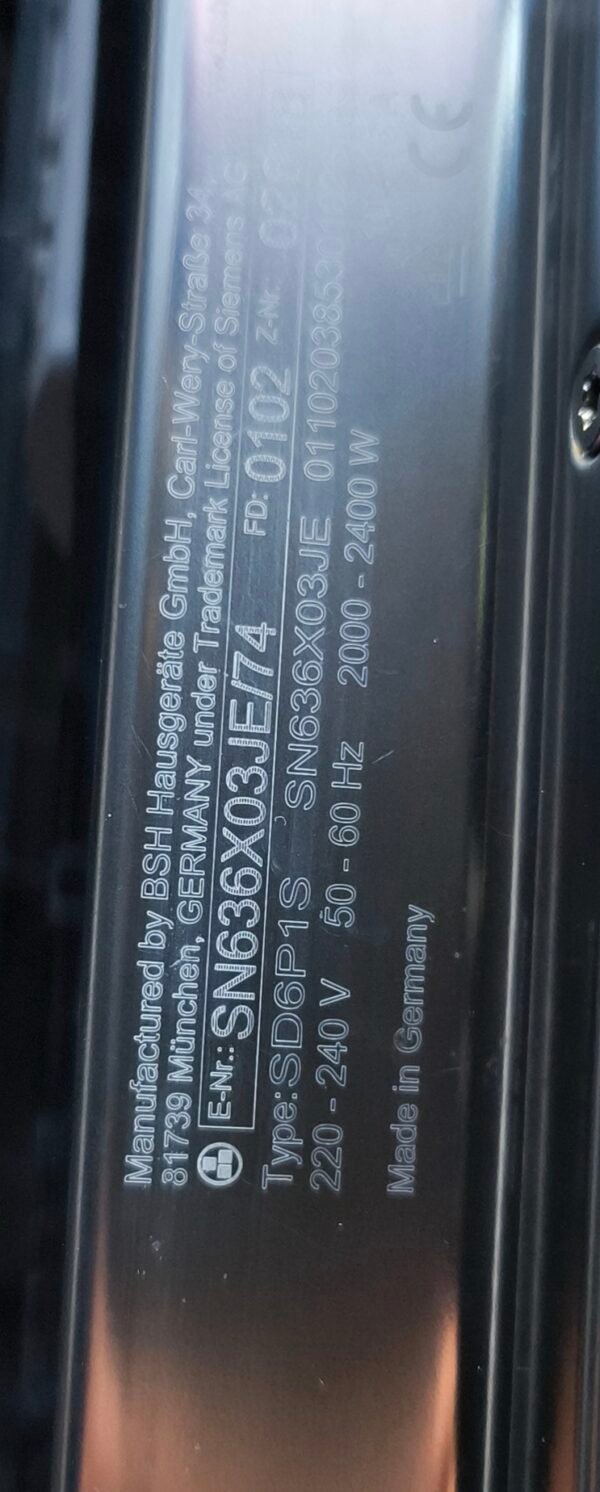 Manufactured by BSH Hausgeräte GmbH, Carl-Wery-Straße 34,
81739 München, GERMANY under Trademark License of Siemens AG
E-Nr.: SN636X03JE/74 FD: 0102 Z-Nr.:
Type:SD6P1S SN636X03JE
220 - 240 V 50 - 60 Hz 2000 - 2400 W
Made in Germany
CE